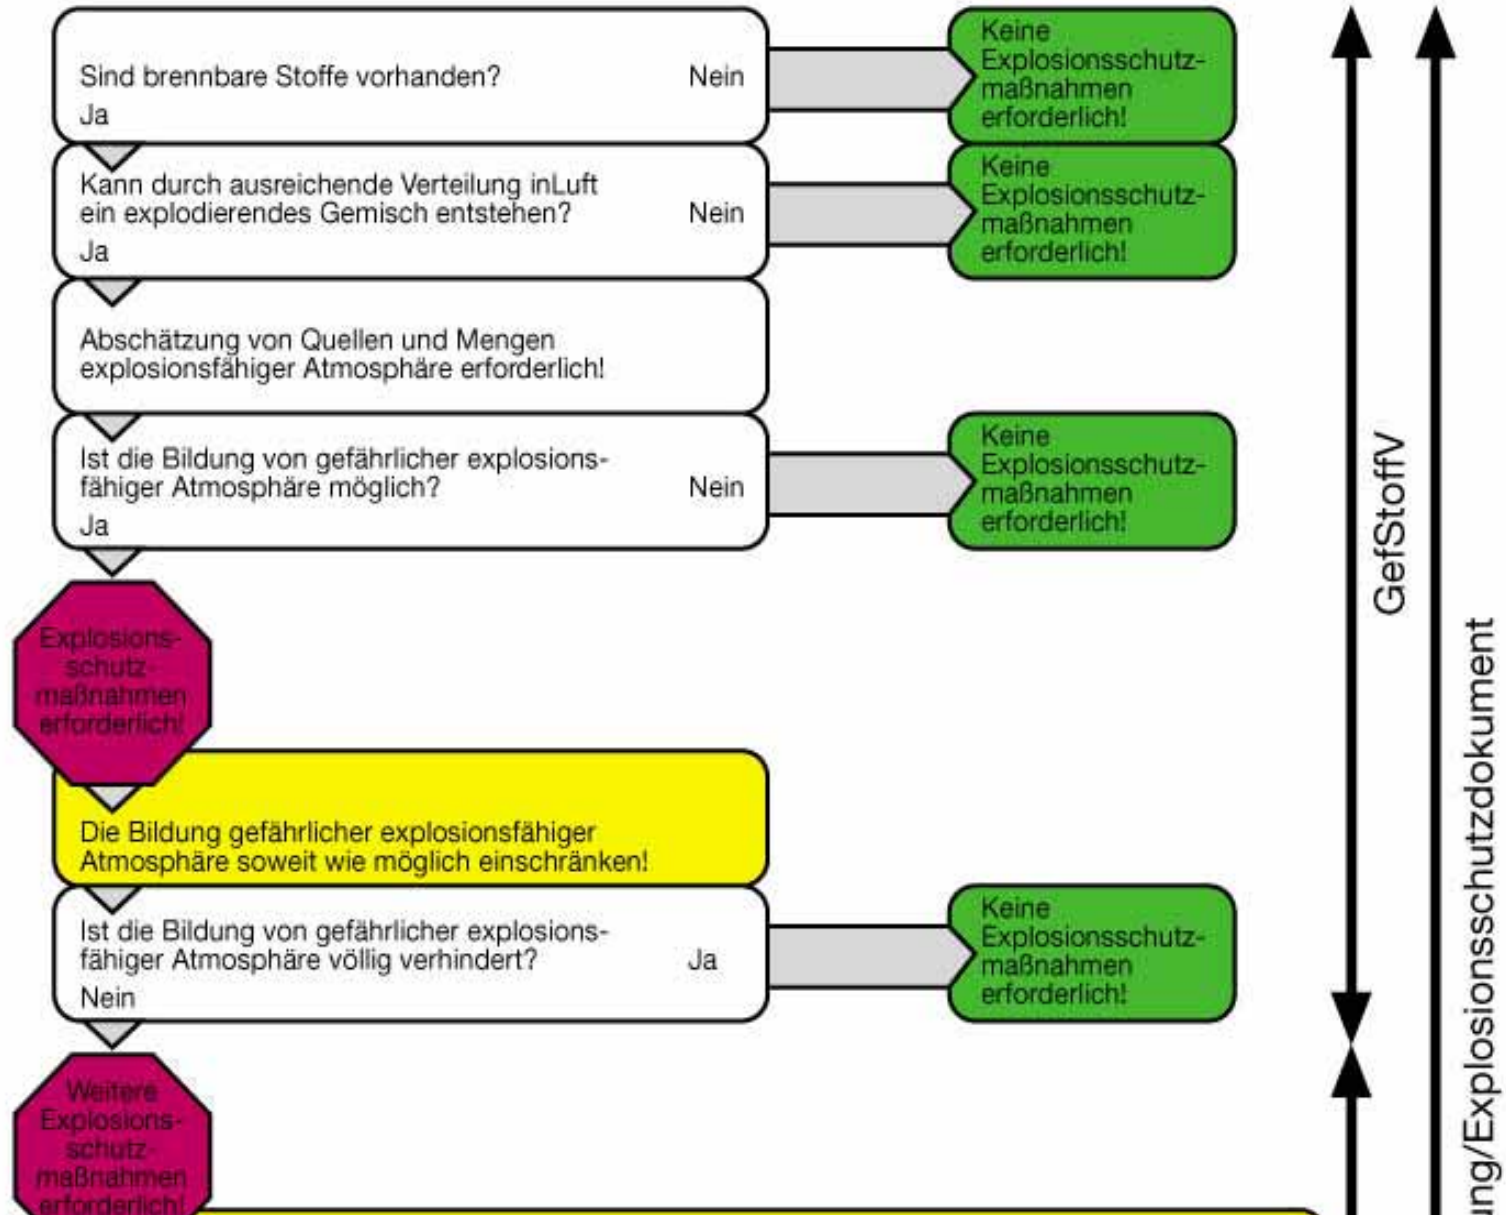 Sind brennbare Stoffe vorhanden? Nein
Ja
Keine
Explosionsschutz-
maßnahmen
erforderlich!
Kann durch ausreichende Verteilung inLuft
ein explodierendes Gemisch entstehen? Nein
Ja
Keine
Explosionsschutz-
maßnahmen
erforderlich!
Abschätzung von Quellen und Mengen
explosionsfähiger Atmosphäre erforderlich!
Ist die Bildung von gefährlicher explosions-
fähiger Atmosphäre möglich? Nein
Ja
Keine
Explosionsschutz-
maßnahmen
erforderlich!
Explosions-
schutz-
maßnahmen
erforderlich!
Die Bildung gefährlicher explosionsfähiger
Atmosphäre soweit wie möglich einschränken!
Ist die Bildung von gefährlicher explosions-
fähiger Atmosphäre völlig verhindert? Ja
Nein
Keine
Explosionsschutz-
maßnahmen
erforderlich!
Weitere
Explosions-
schutz-
maßnahmen
erforderlich!
GefStoffV
ung/Explosionsschutzdokument